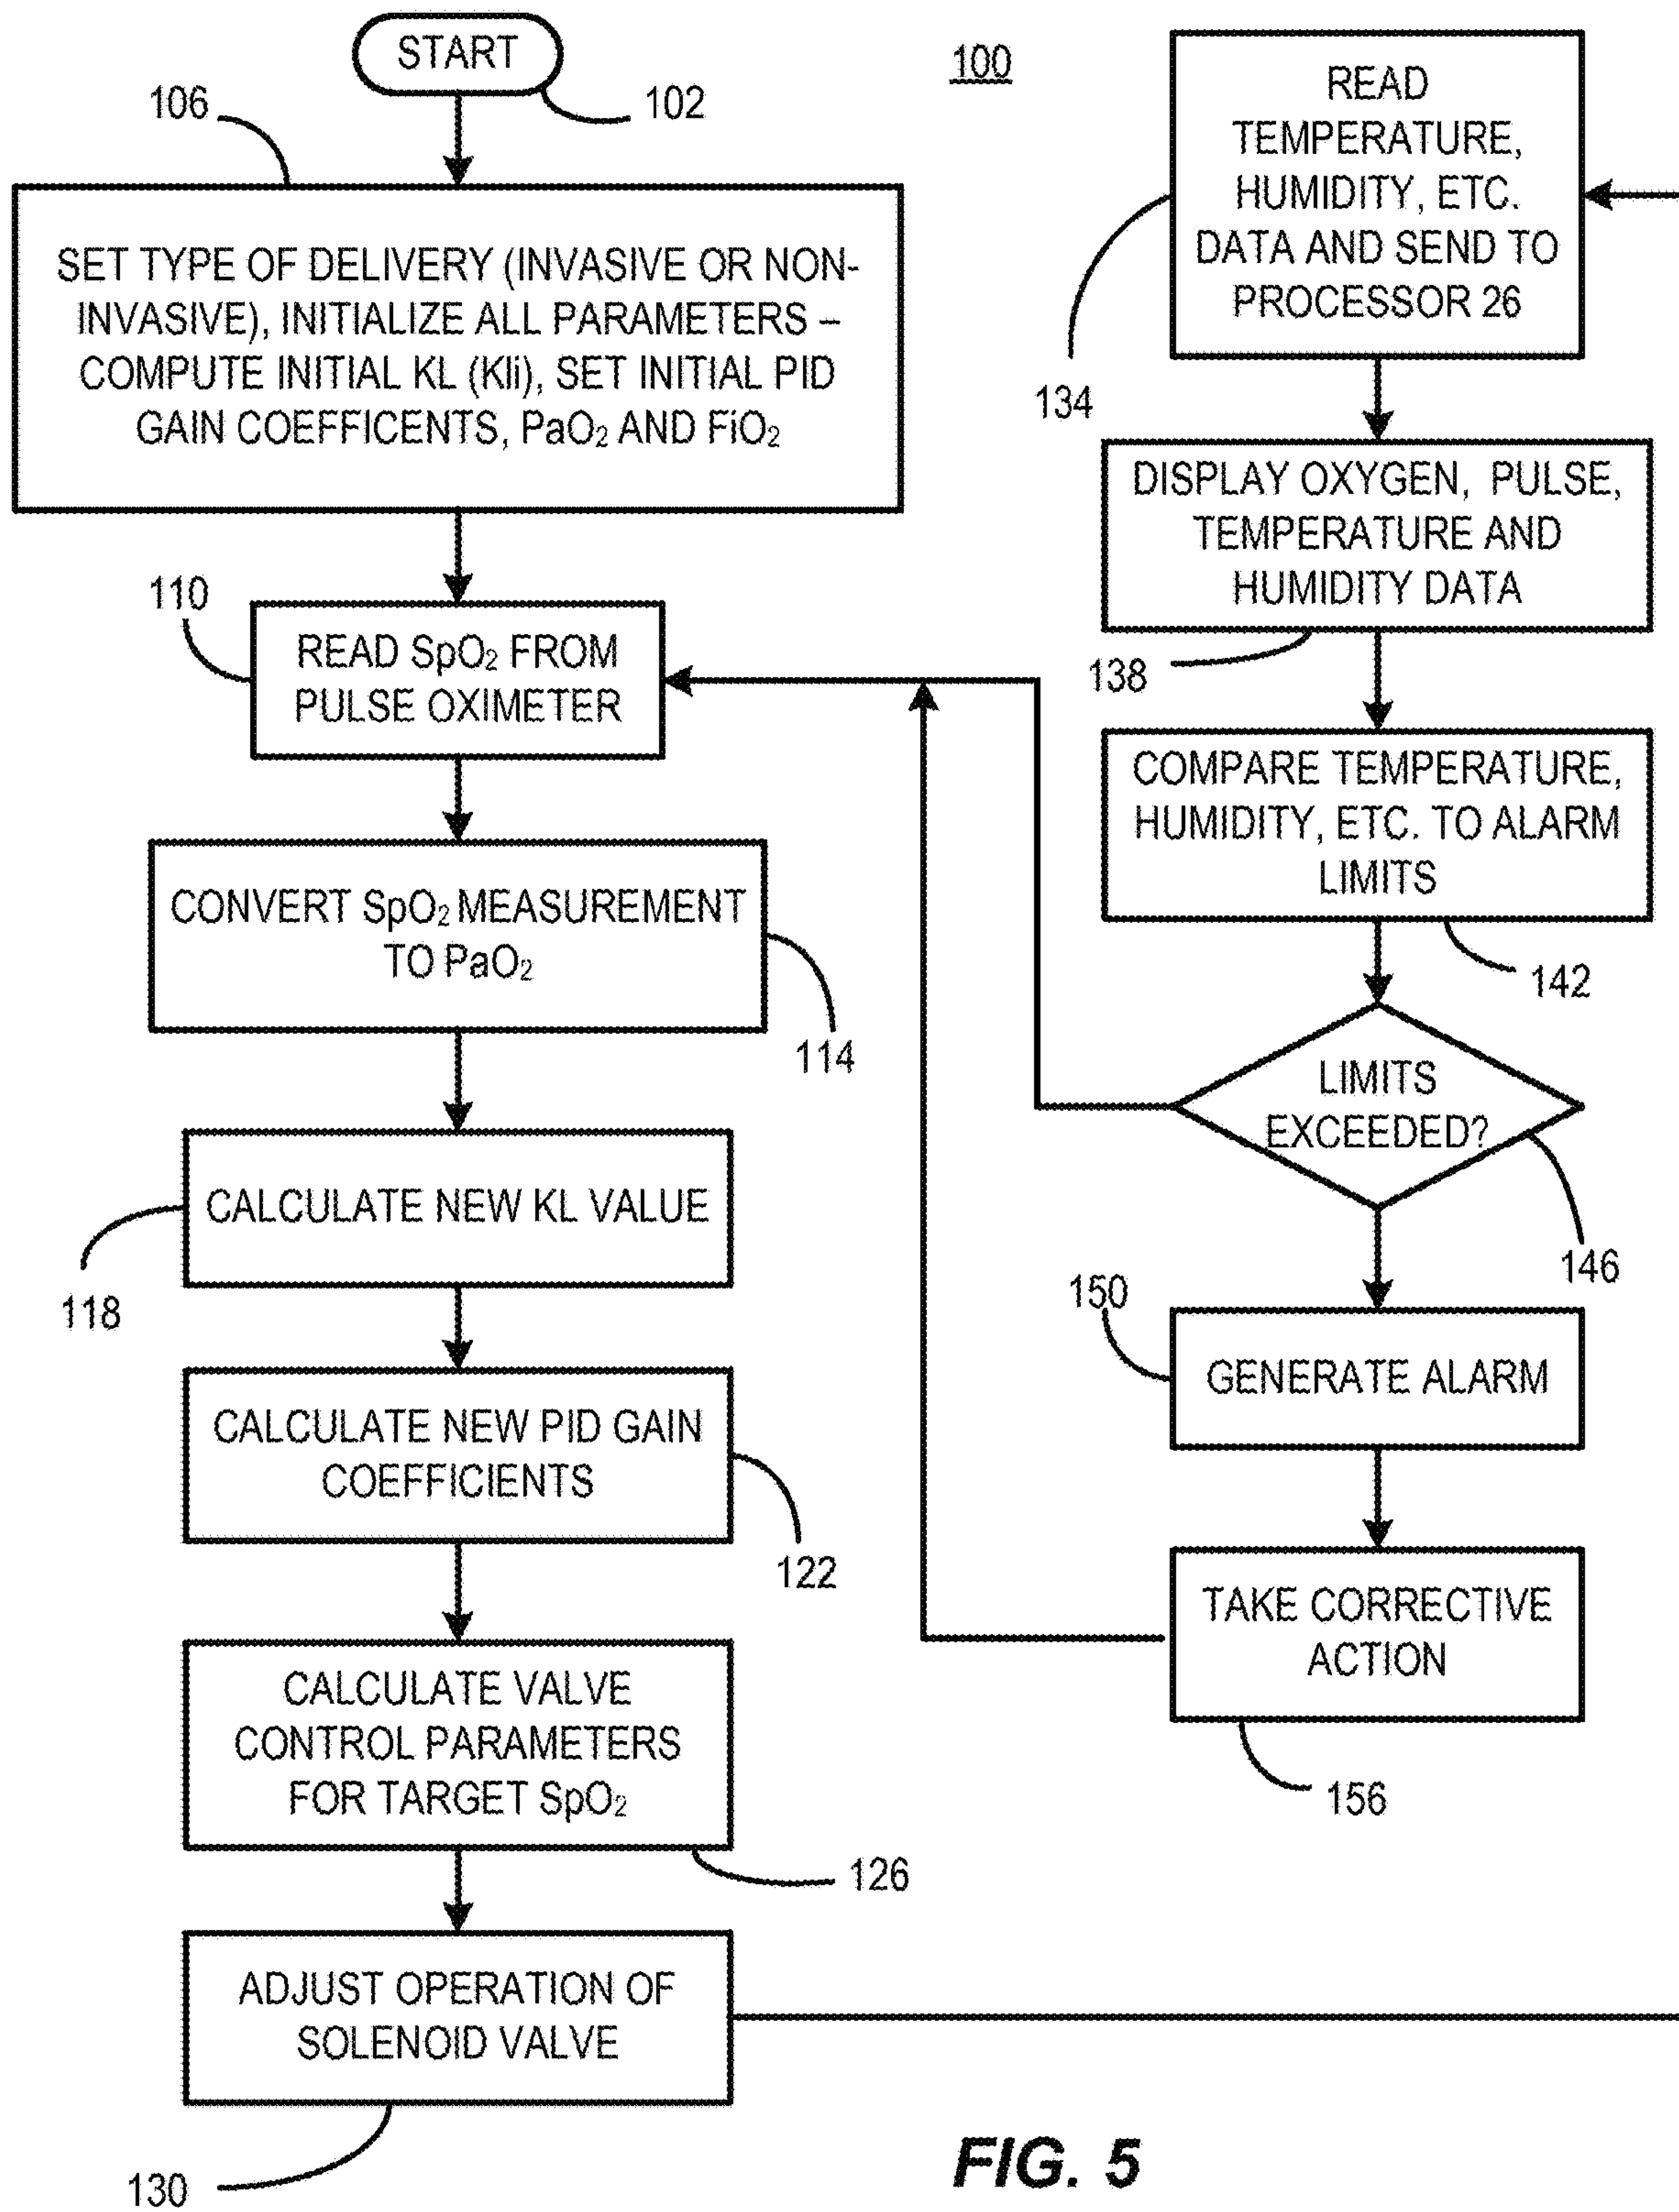 START
102
106
SET TYPE OF DELIVERY (INVASIVE OR NON-
INVASIVE), INITIALIZE ALL PARAMETERS –
COMPUTE INITIAL KL (Kli), SET INITIAL PID
GAIN COEFFICENTS, PaO₂ AND FiO₂
110
READ SpO₂ FROM
PULSE OXIMETER
CONVERT SpO₂ MEASUREMENT
TO PaO₂
114
CALCULATE NEW KL VALUE
118
CALCULATE NEW PID GAIN
COEFFICIENTS
122
CALCULATE VALVE
CONTROL PARAMETERS
FOR TARGET SpO₂
126
ADJUST OPERATION OF
SOLENOID VALVE
130
100
READ
TEMPERATURE,
HUMIDITY, ETC.
DATA AND SEND TO
PROCESSOR 26
134
DISPLAY OXYGEN, PULSE,
TEMPERATURE AND
HUMIDITY DATA
138
COMPARE TEMPERATURE,
HUMIDITY, ETC. TO ALARM
LIMITS
142
LIMITS
EXCEEDED?
146
150
GENERATE ALARM
TAKE CORRECTIVE
ACTION
156
FIG. 5